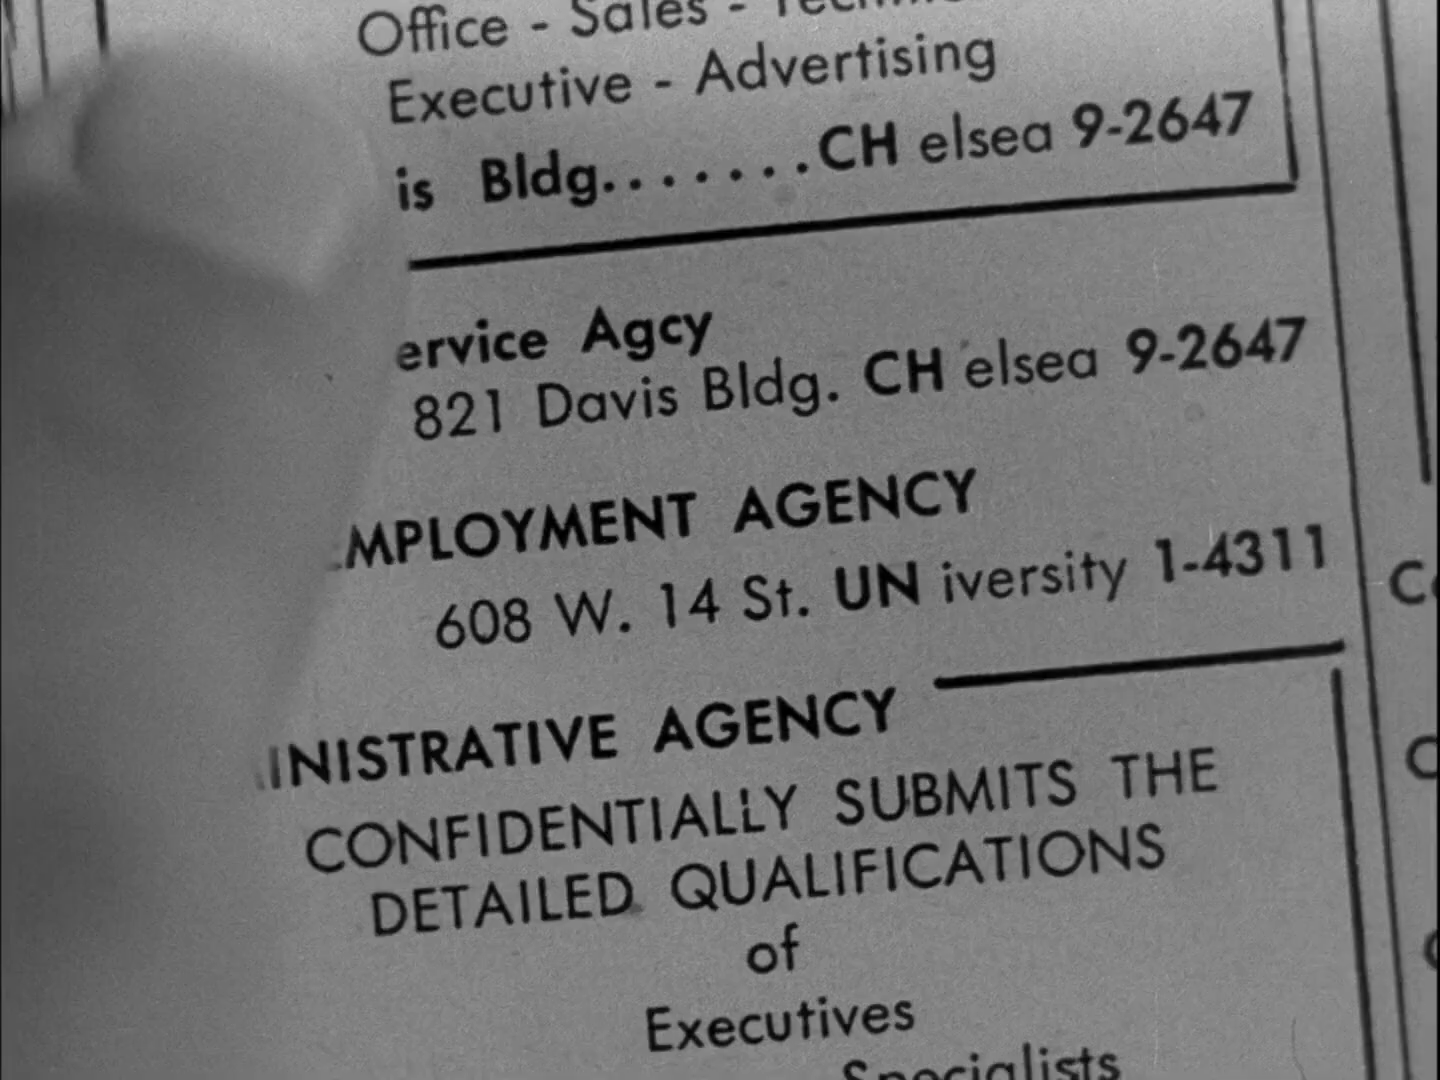 Office - Sales -
Executive - Advertising
is Bldg.......CH elsea 9-2647
ervice Agcy
821 Davis Bldg. CH elsea 9-2647
MPLOYMENT AGENCY
608 W. 14 St. UN iversity 1-4311
INISTRATIVE AGENCY
CONFIDENTIALLY SUBMITS THE
DETAILED QUALIFICATIONS
of
Executives
Specialists